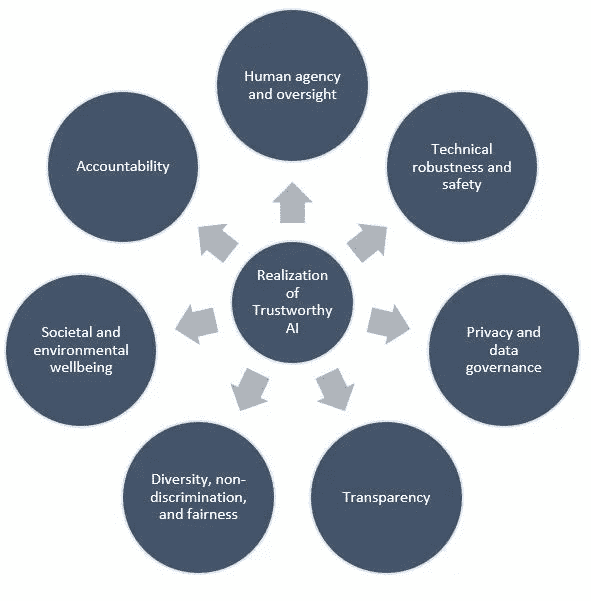 Human agency
and oversight
Technical
robustness and
safety
Privacy and
data
governance
Transparency
Diversity, non-
discrimination,
and fairness
Societal and
environmental
wellbeing
Accountability
Realization
of
Trustworthy
AI